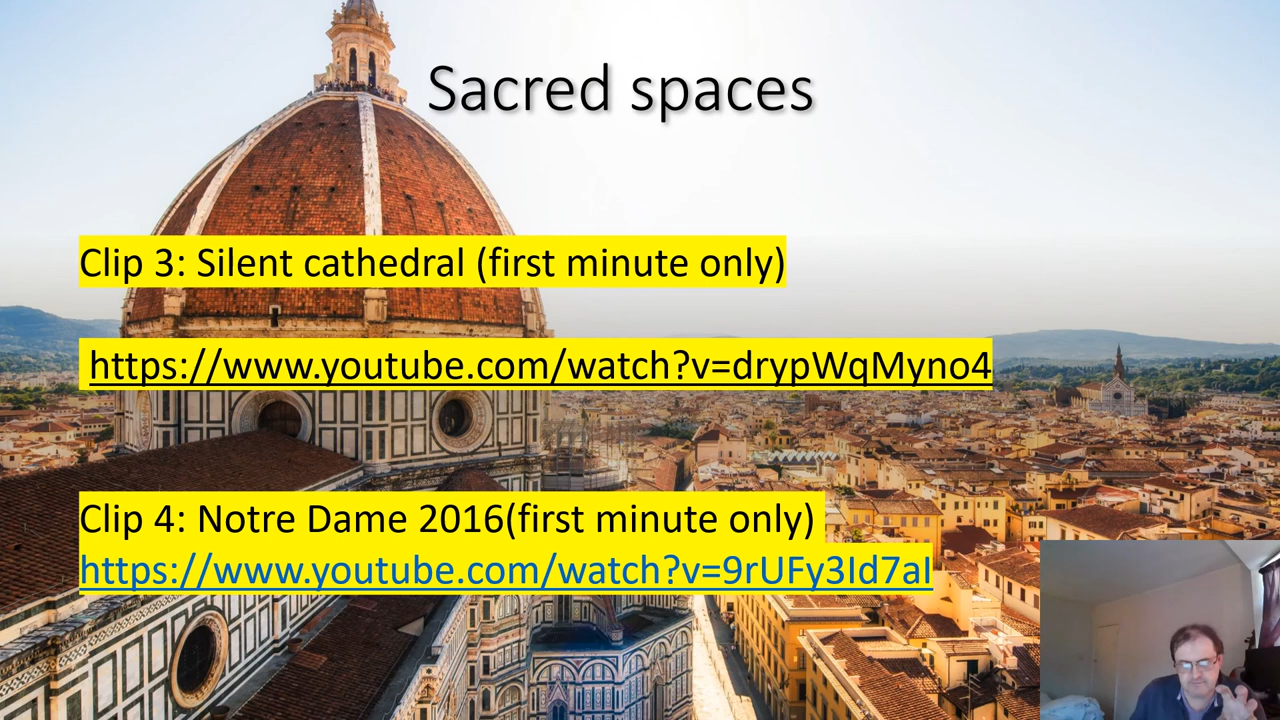 Sacred spaces
Clip 3: Silent cathedral (first minute only)
https://www.youtube.com/watch?v=drypWqMyno4
Clip 4: Notre Dame 2016(first minute only)
https://www.youtube.com/watch?v=9rUFy3Id7aI